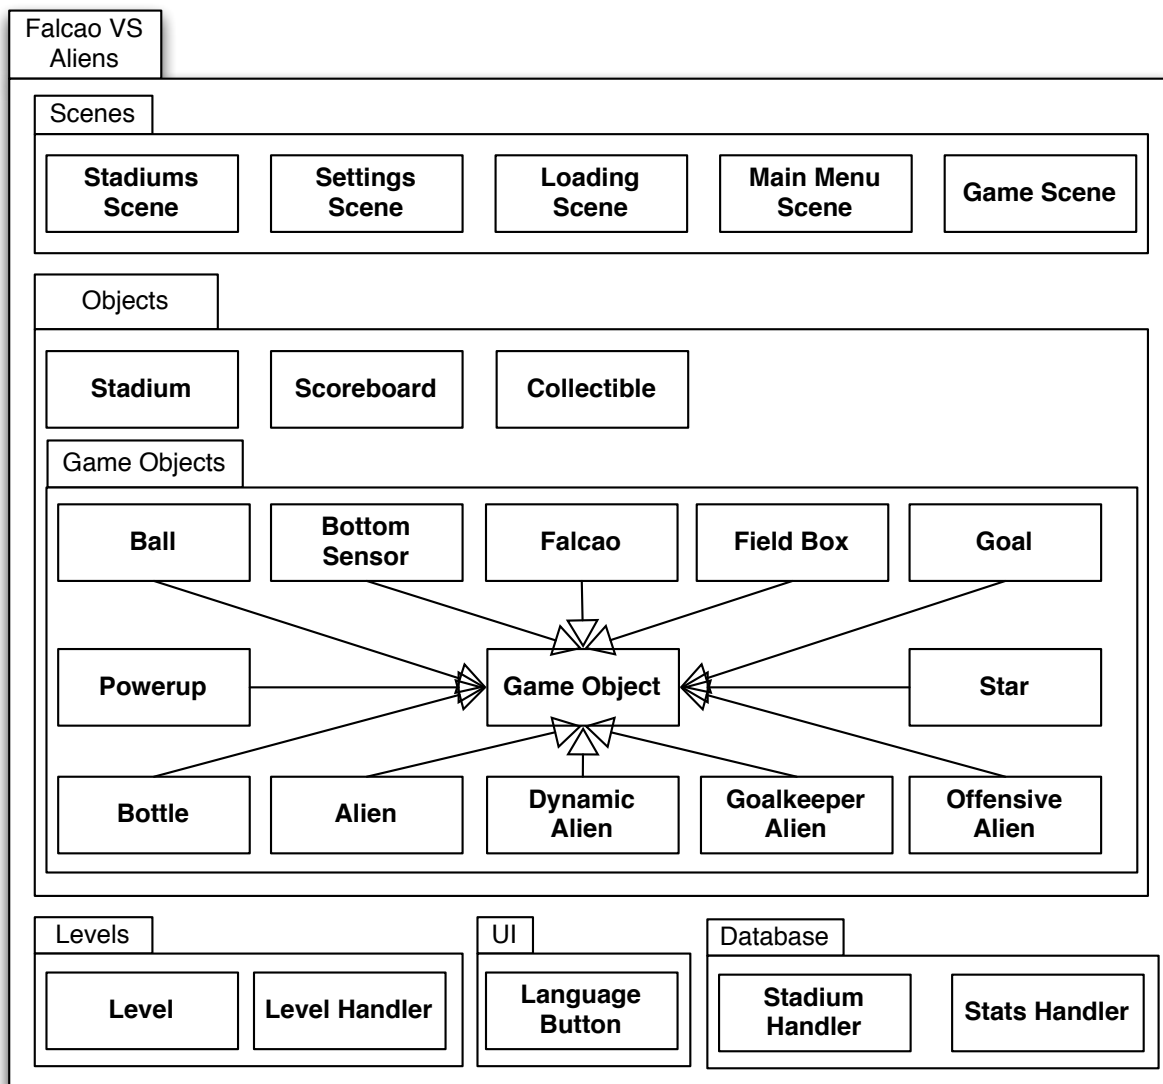 Falcao VS
Aliens
Scenes
Stadiums
Scene
Settings
Scene
Loading
Scene
Main Menu
Scene
Game Scene
Objects
Stadium
Scoreboard
Collectible
Game Objects
Ball
Bottom
Sensor
Falcao
Field Box
Goal
Powerup
Game Object
Star
Bottle
Alien
Dynamic
Alien
Goalkeeper
Alien
Offensive
Alien
Levels
Level
Level Handler
UI
Language
Button
Database
Stadium
Handler
Stats Handler